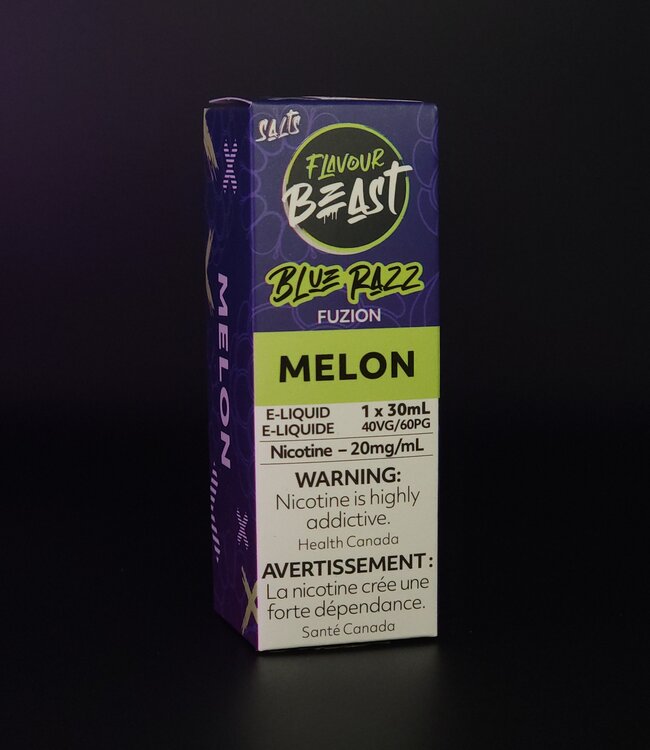 SALTS
FLAVOUR
BEAST
BLUE RAZZ
FUZION
MELON
E-LIQUID 1 x 30mL
E-LIQUIDE 40VG/60PG
Nicotine – 20mg/mL
WARNING:
Nicotine is highly
addictive.
Health Canada
AVERTISSEMENT :
La nicotine crée une
forte dépendance.
Santé Canada
MELON